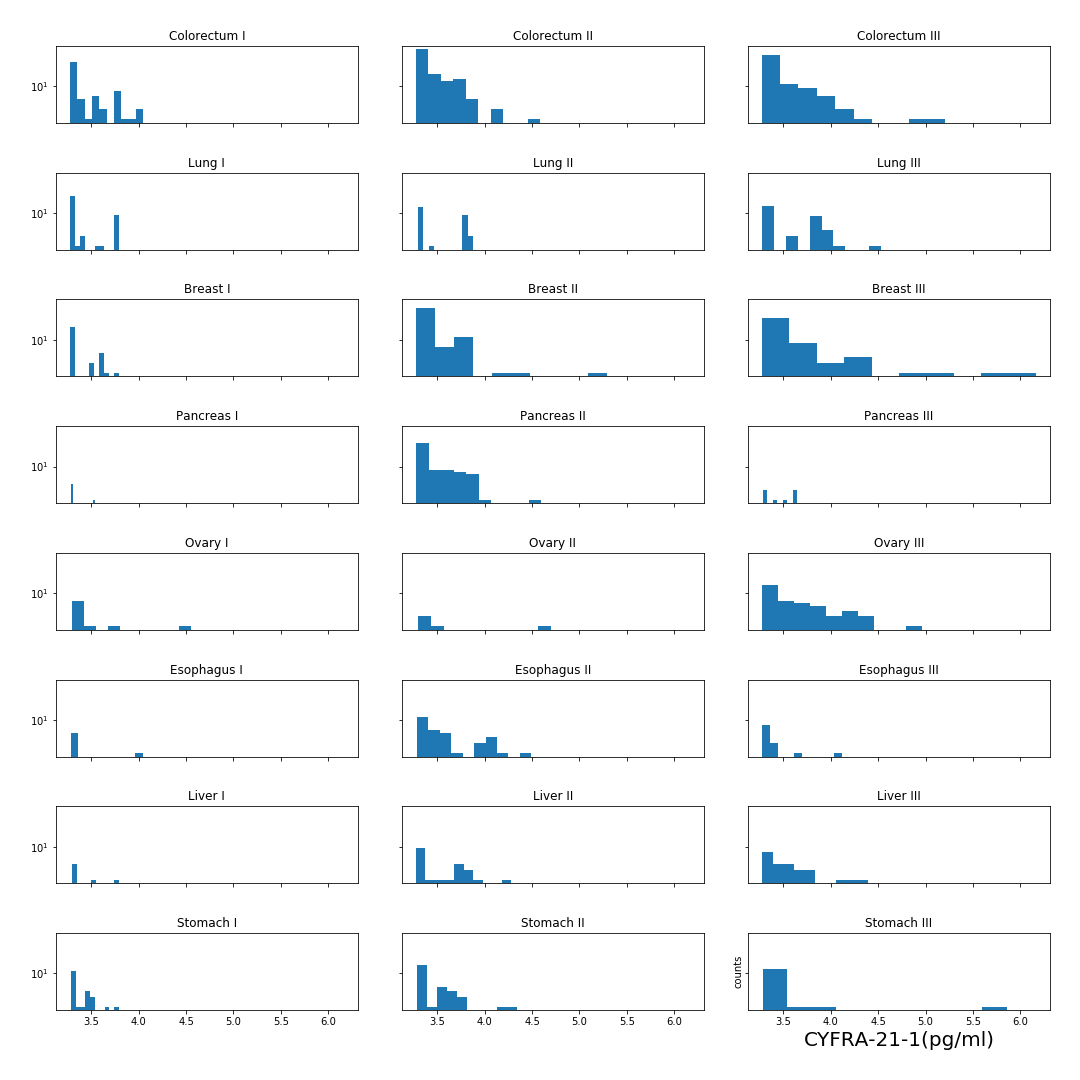 Colorectum I
Colorectum II
Colorectum III
10¹
Lung I
Lung II
Lung III
10¹
Breast I
Breast II
Breast III
10¹
Pancreas I
Pancreas II
Pancreas III
10¹
Ovary I
Ovary II
Ovary III
10¹
Esophagus I
Esophagus II
Esophagus III
10¹
Liver I
Liver II
Liver III
10¹
Stomach I
Stomach II
Stomach III
10¹
counts
3.5 4.0 4.5 5.0 5.5 6.0
3.5 4.0 4.5 5.0 5.5 6.0
3.5 4.0 4.5 5.0 5.5 6.0
CYFRA-21-1(pg/ml)